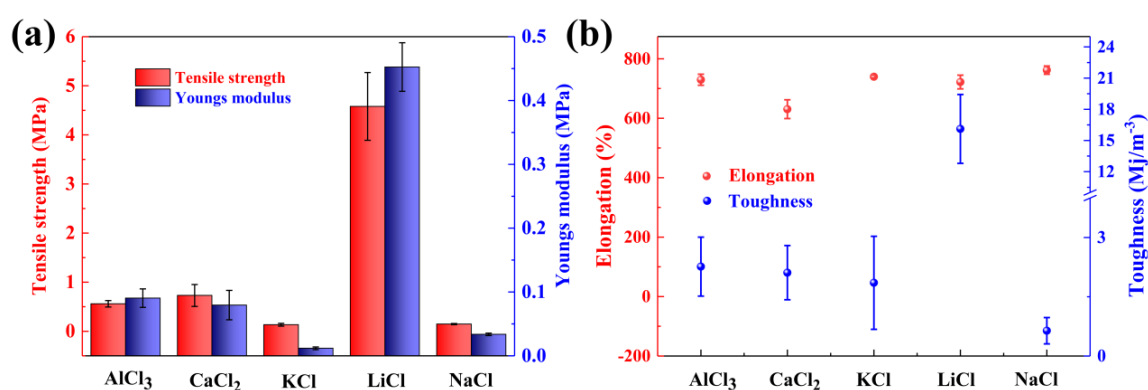 (a)
Tensile strength (MPa)
6
5
4
3
2
1
0
Tensile strength
Youngs modulus
0.5
0.4
0.3
0.2
0.1
0.0
Youngs modulus (MPa)
AlCl3 CaCl2 KCl LiCl NaCl
(b)
Elongation (%)
800
600
400
200
0
-200
Elongation
Toughness
24
21
18
15
12
3
0
Toughness (Mj/m-3)
AlCl3 CaCl2 KCl LiCl NaCl